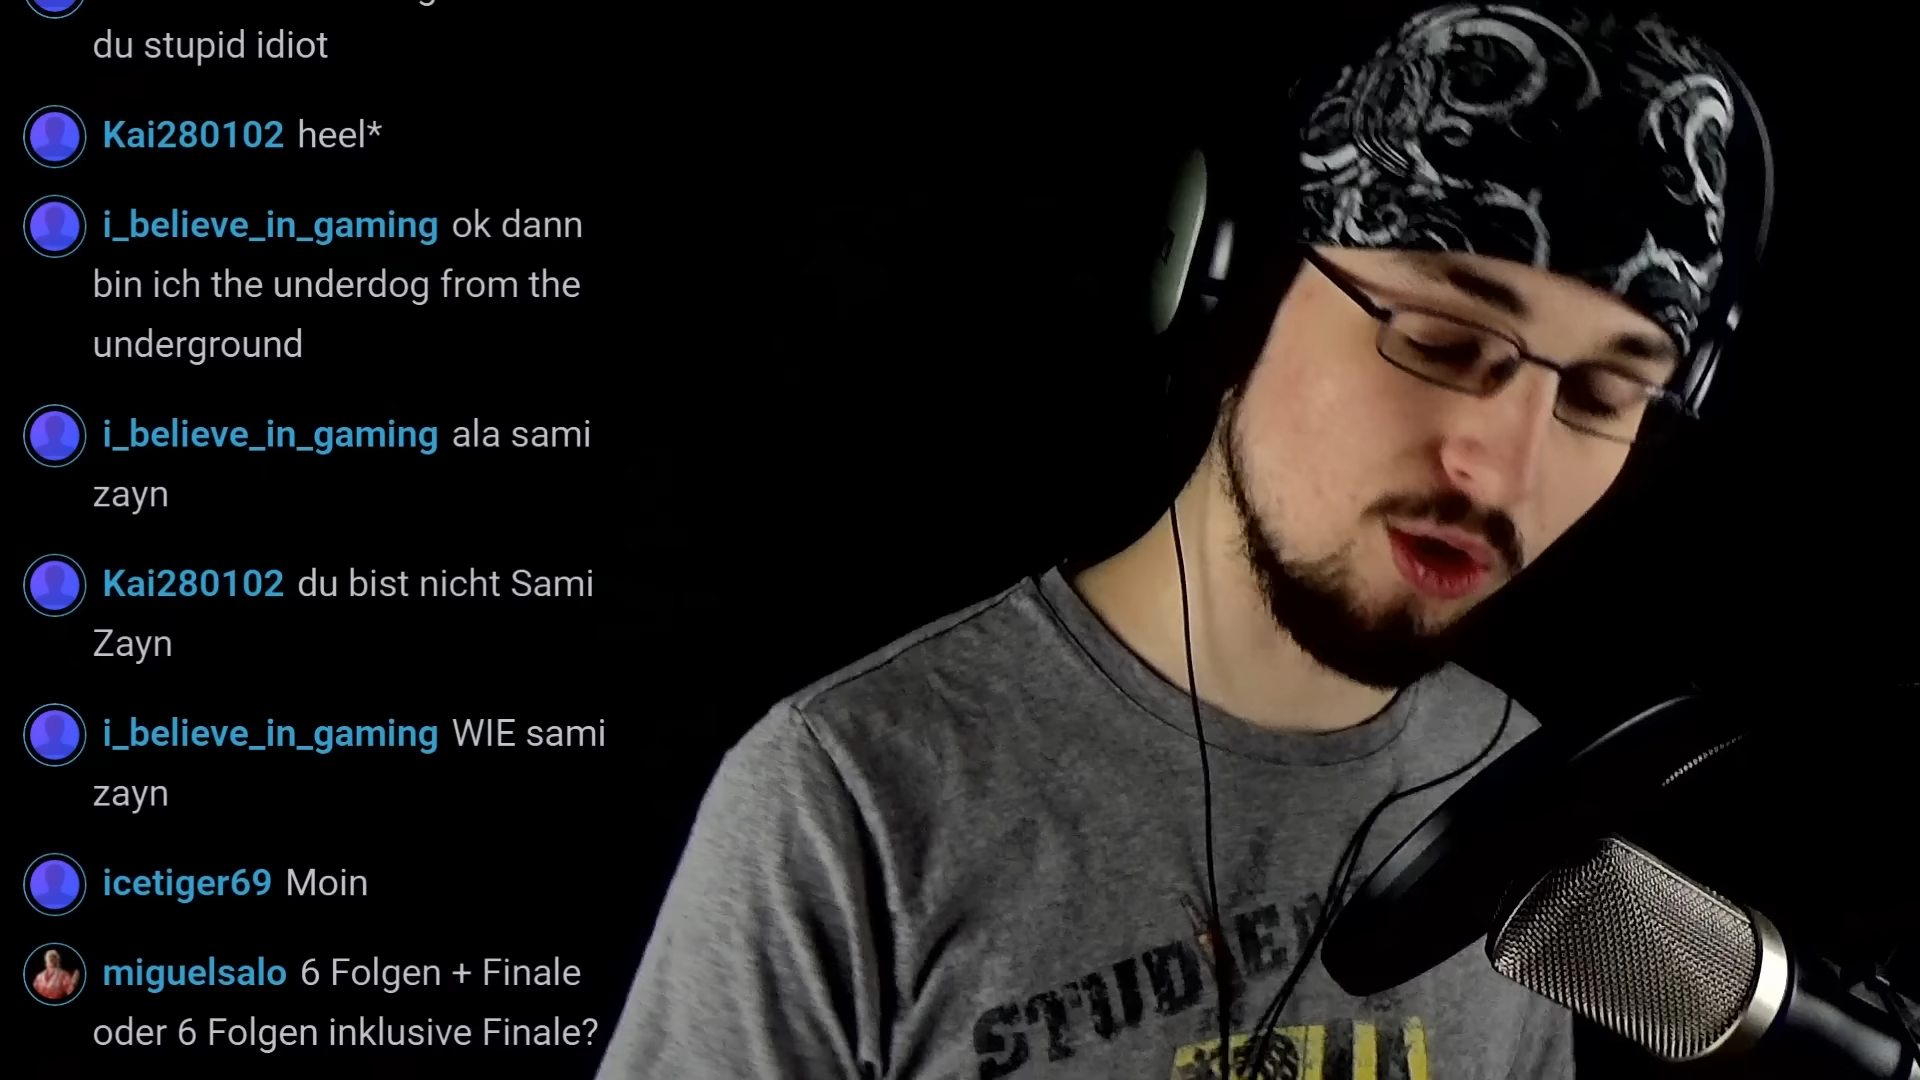 du stupid idiot
Kai280102 heel*
i_believe_in_gaming ok dann
bin ich the underdog from the
underground
i_believe_in_gaming ala sami
zayn
Kai280102 du bist nicht Sami
Zayn
i_believe_in_gaming WIE sami
zayn
icetiger69 Moin
miguelsalo 6 Folgen + Finale
oder 6 Folgen inklusive Finale?